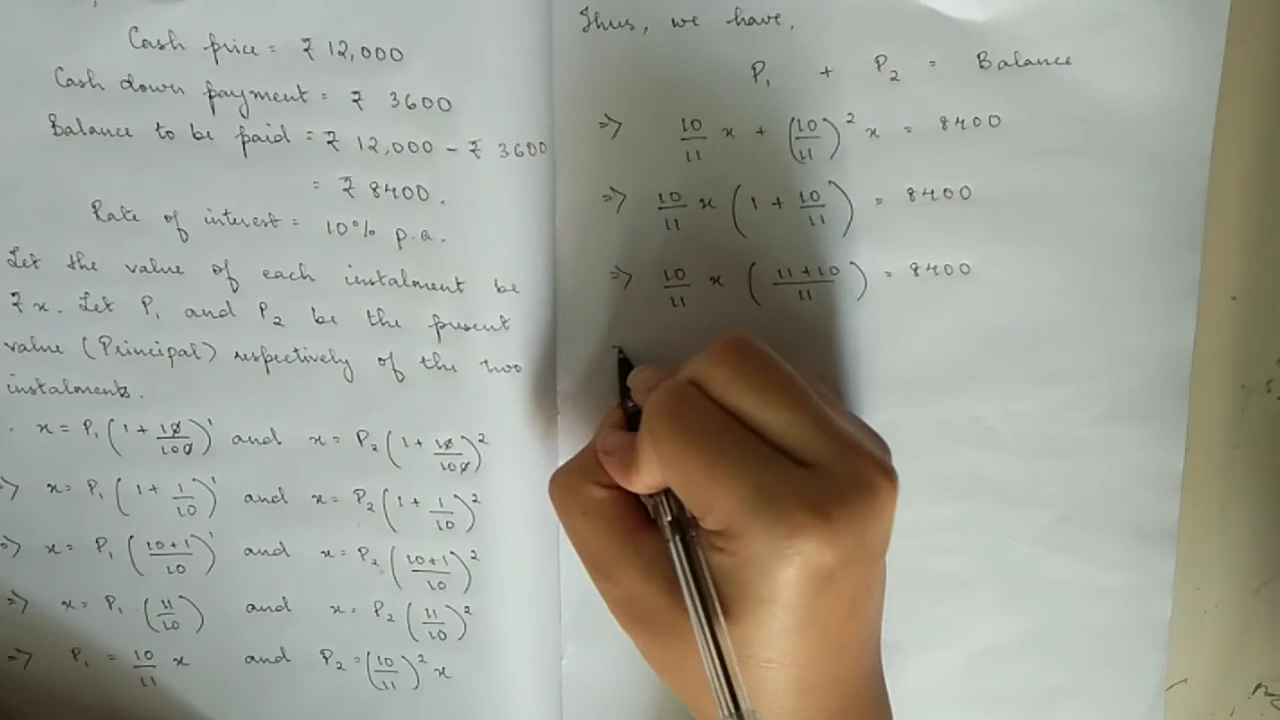 Cash price = ₹ 12,000
Cash down payment = ₹ 3600
Balance to be paid = ₹ 12,000 - ₹ 3600
= ₹ 8400.
Rate of interest = 10% p.a.
Let the value of each instalment be
₹ x. Let P₁ and P₂ be the present
value (Principal) respectively of the two
instalments.
x = P₁ (1 + 10/100)¹ and x = P₂ (1 + 10/100)²
=> x = P₁ (1 + 1/10)¹ and x = P₂ (1 + 1/10)²
=> x = P₁ ((10+1)/10)¹ and x = P₂ ((10+1)/10)²
=> x = P₁ (11/10) and x = P₂ (11/10)²
=> P₁ = 10/11 x and P₂ = (10/11)² x
Thus, we have,
P₁ + P₂ = Balance
=> 10/11 x + (10/11)² x = 8400
=> 10/11 x (1 + 10/11) = 8400
=> 10/11 x ((11+10)/11) = 8400